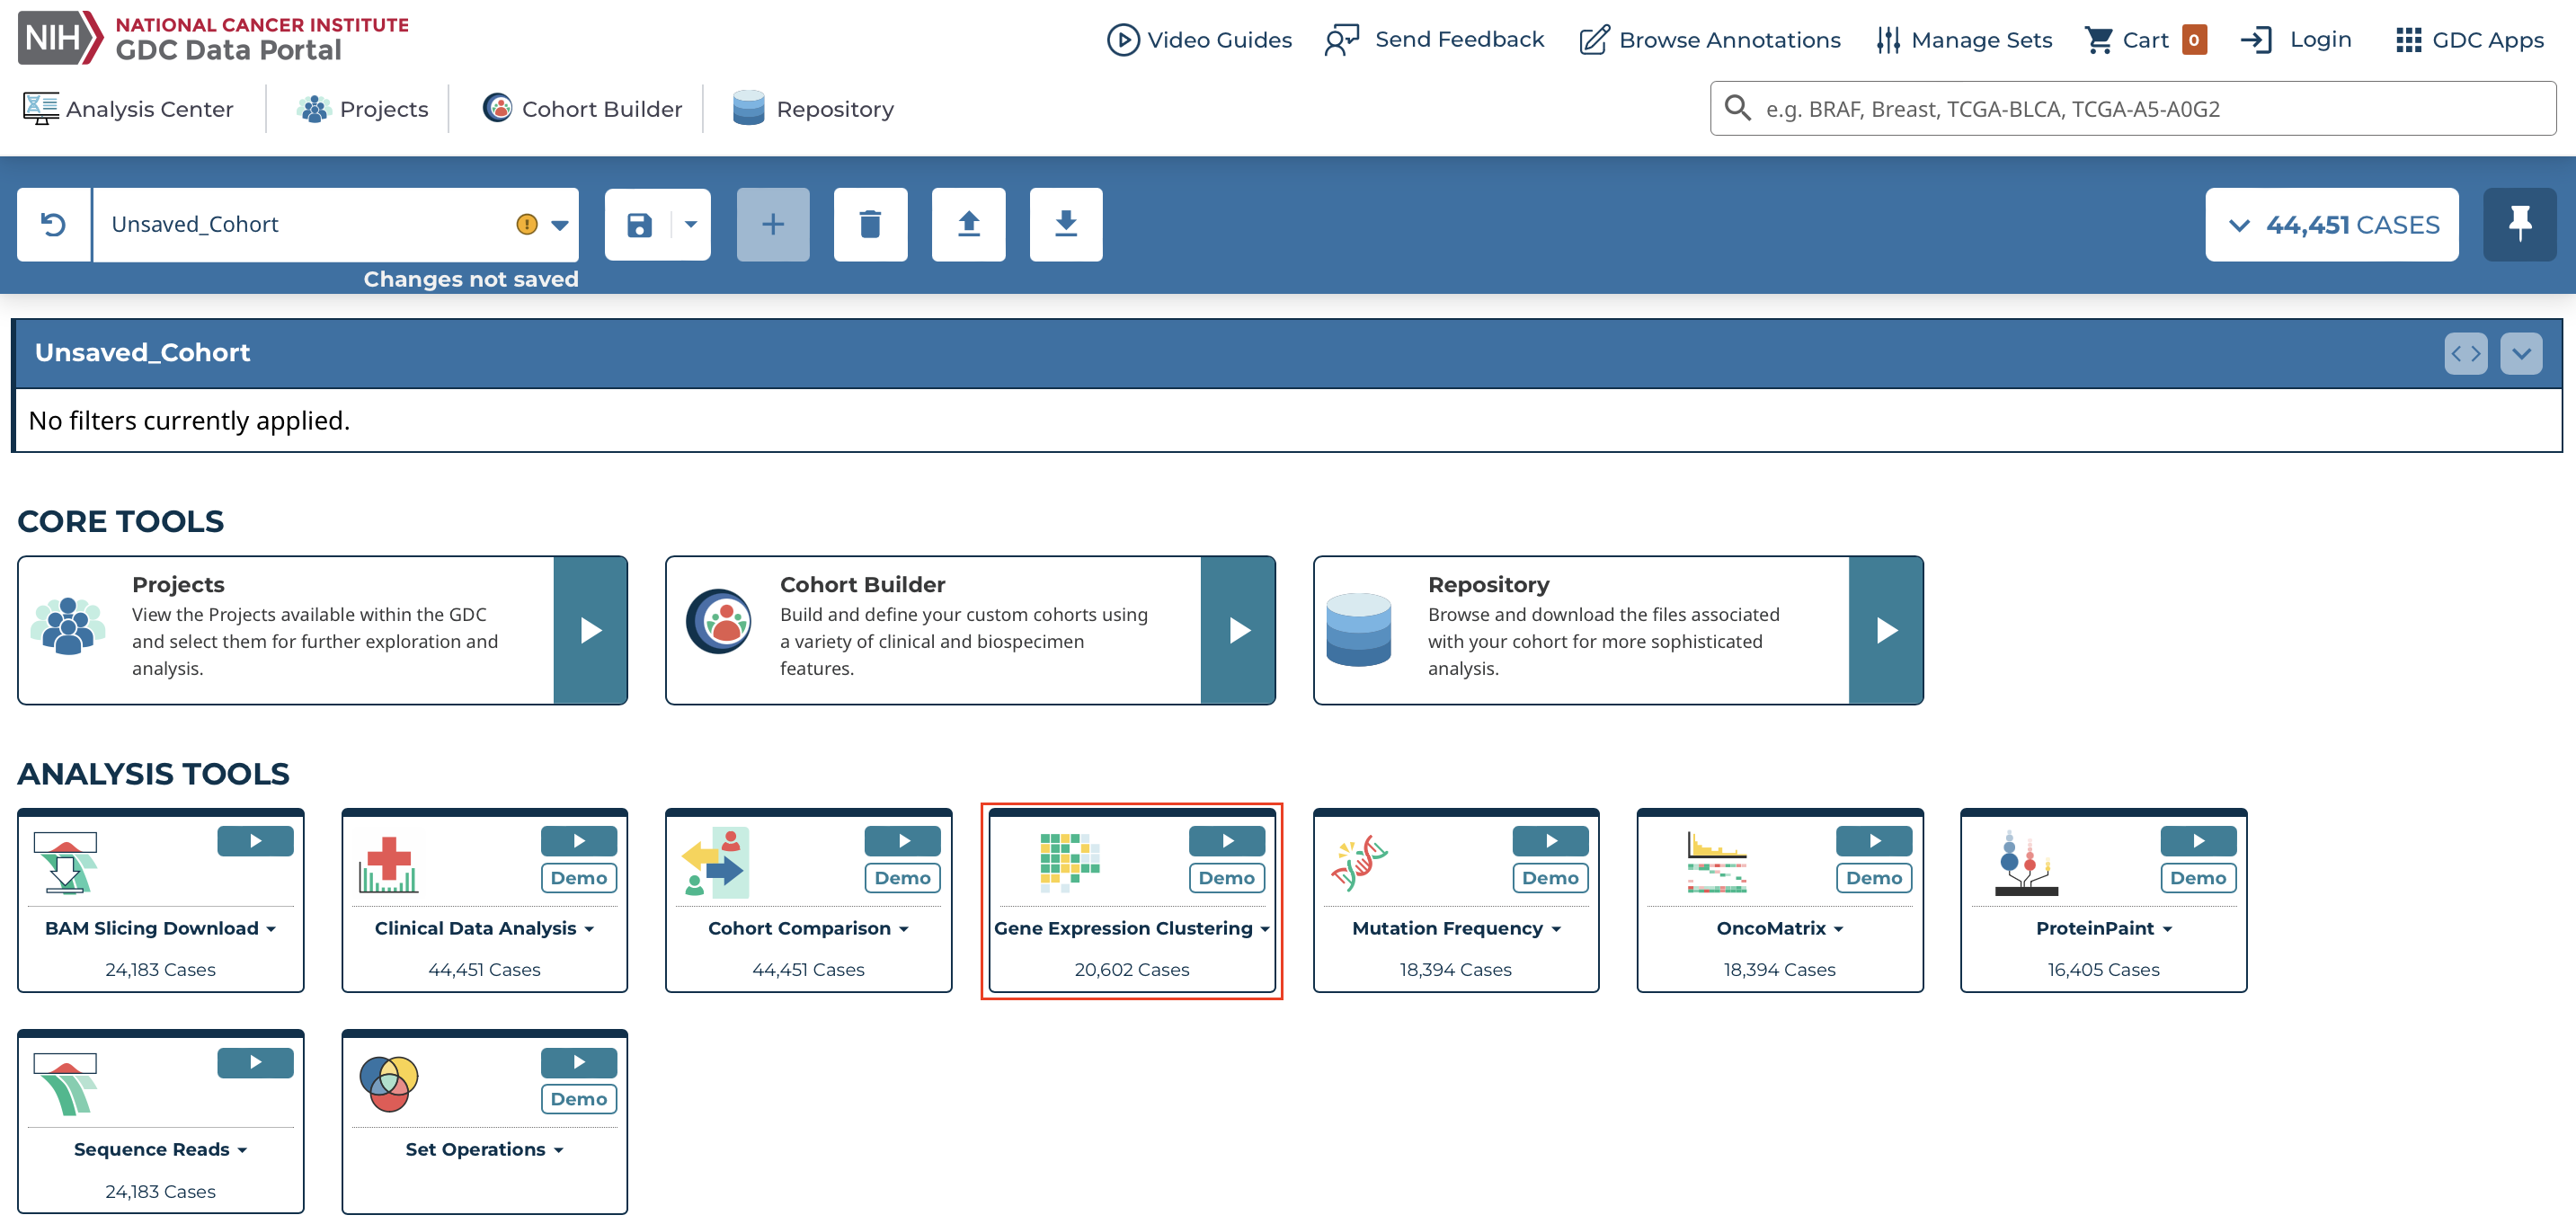 NIH NATIONAL CANCER INSTITUTE
GDC Data Portal
Video Guides Send Feedback Browse Annotations Manage Sets Cart 0 Login GDC Apps
Analysis Center Projects Cohort Builder Repository
e.g. BRAF, Breast, TCGA-BLCA, TCGA-A5-A0G2
Unsaved_Cohort
44,451 CASES
Changes not saved
Unsaved_Cohort
No filters currently applied.
CORE TOOLS
Projects
View the Projects available within the GDC
and select them for further exploration and
analysis.
Cohort Builder
Build and define your custom cohorts using
a variety of clinical and biospecimen
features.
Repository
Browse and download the files associated
with your cohort for more sophisticated
analysis.
ANALYSIS TOOLS
BAM Slicing Download
24,183 Cases
Demo
Clinical Data Analysis
44,451 Cases
Demo
Cohort Comparison
44,451 Cases
Demo
Gene Expression Clustering
20,602 Cases
Demo
Mutation Frequency
18,394 Cases
Demo
OncoMatrix
18,394 Cases
Demo
ProteinPaint
16,405 Cases
Sequence Reads
24,183 Cases
Demo
Set Operations